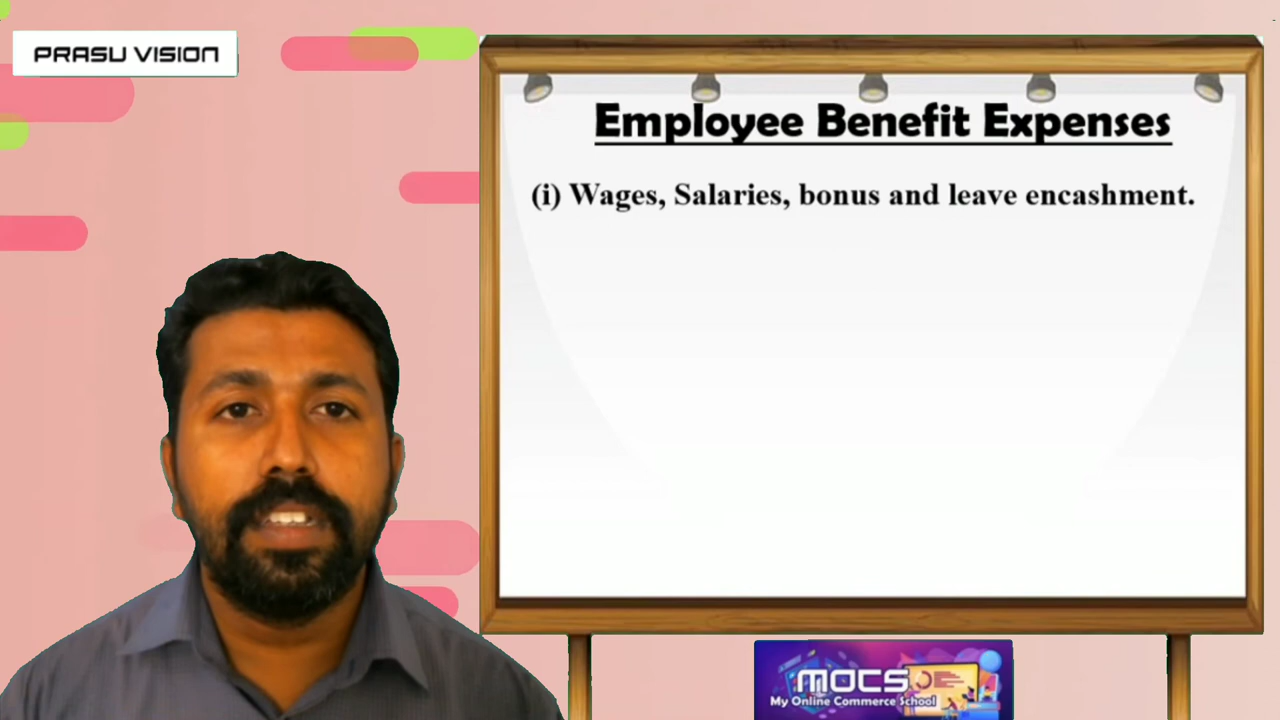 PRASU VISION
Employee Benefit Expenses
(i) Wages, Salaries, bonus and leave encashment.
MOCS
My Online Commerce School